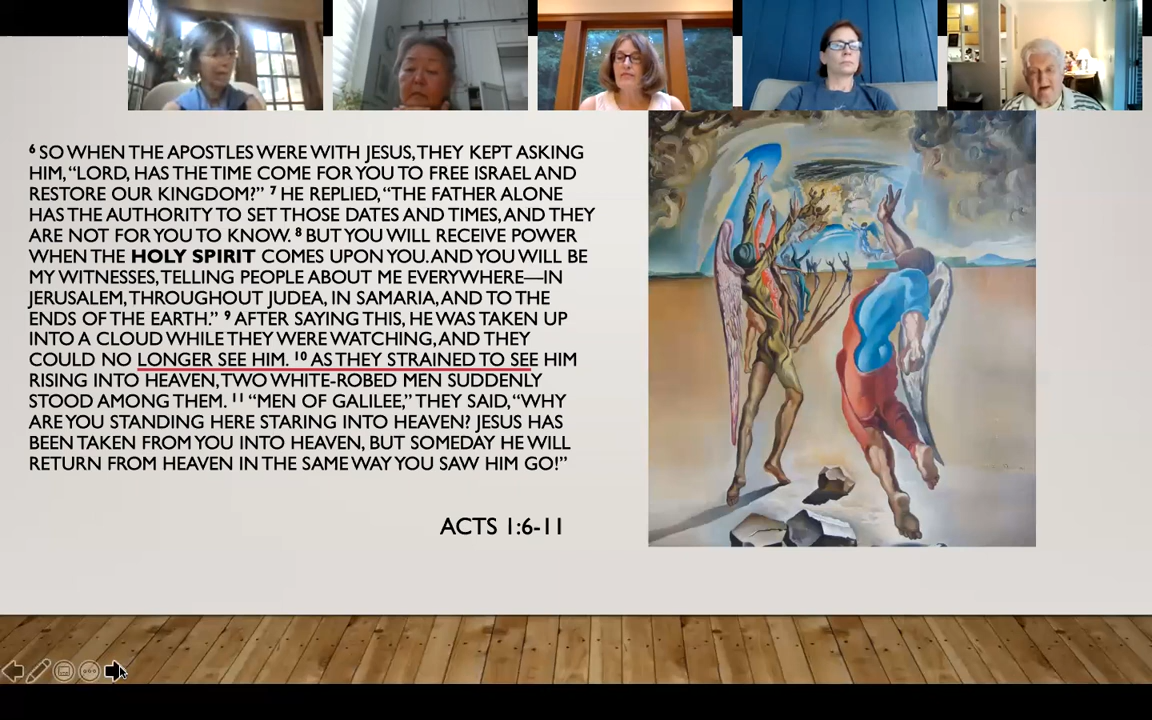 ⁶ SO WHEN THE APOSTLES WERE WITH JESUS, THEY KEPT ASKING
HIM, “LORD, HAS THE TIME COME FOR YOU TO FREE ISRAEL AND
RESTORE OUR KINGDOM?” ⁷ HE REPLIED, “THE FATHER ALONE
HAS THE AUTHORITY TO SET THOSE DATES AND TIMES, AND THEY
ARE NOT FOR YOU TO KNOW. ⁸ BUT YOU WILL RECEIVE POWER
WHEN THE HOLY SPIRIT COMES UPON YOU. AND YOU WILL BE
MY WITNESSES, TELLING PEOPLE ABOUT ME EVERYWHERE—IN
JERUSALEM, THROUGHOUT JUDEA, IN SAMARIA, AND TO THE
ENDS OF THE EARTH.” ⁹ AFTER SAYING THIS, HE WAS TAKEN UP
INTO A CLOUD WHILE THEY WERE WATCHING, AND THEY
COULD NO LONGER SEE HIM. ¹⁰ AS THEY STRAINED TO SEE HIM
RISING INTO HEAVEN, TWO WHITE-ROBED MEN SUDDENLY
STOOD AMONG THEM. ¹¹ “MEN OF GALILEE,” THEY SAID, “WHY
ARE YOU STANDING HERE STARING INTO HEAVEN? JESUS HAS
BEEN TAKEN FROM YOU INTO HEAVEN, BUT SOMEDAY HE WILL
RETURN FROM HEAVEN IN THE SAME WAY YOU SAW HIM GO!”
ACTS 1:6-11